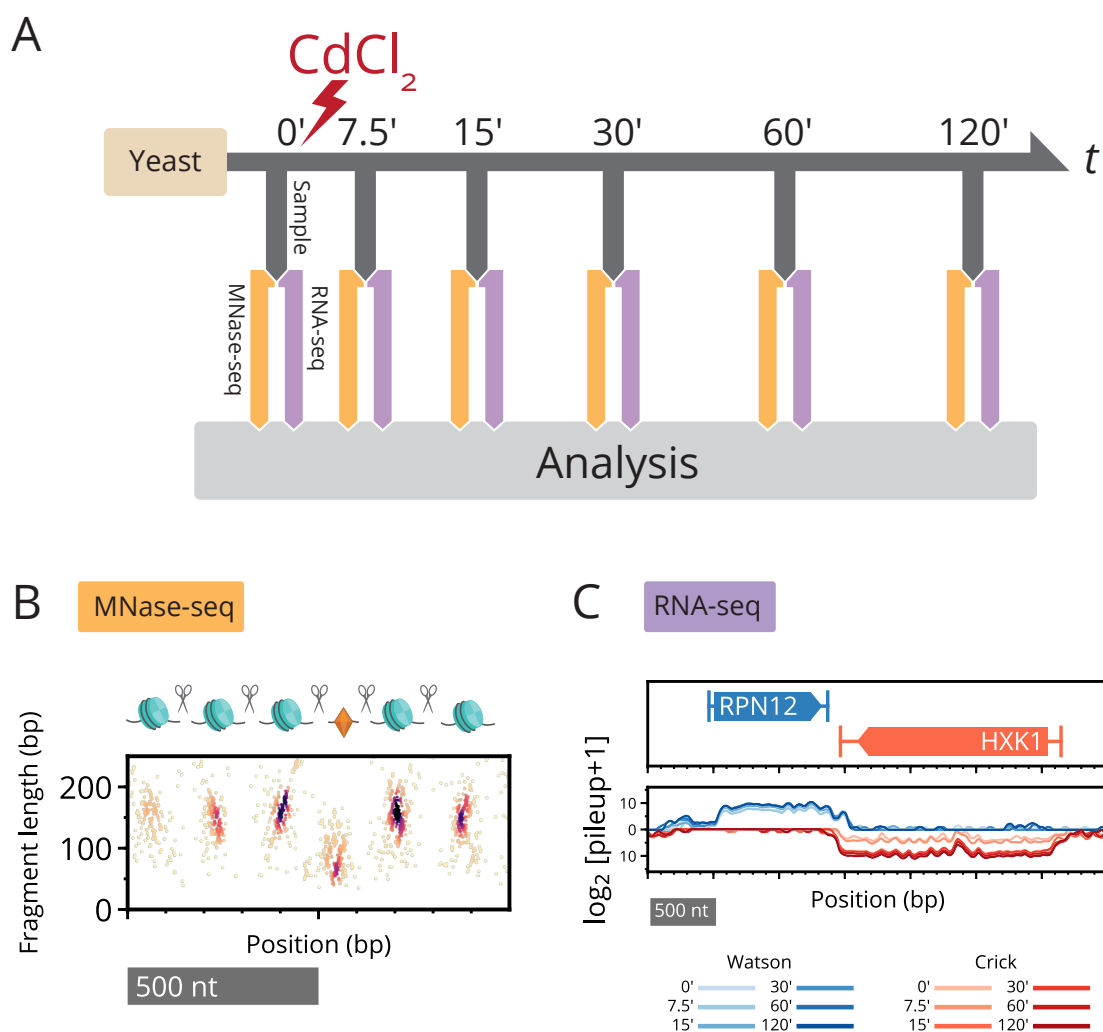 A
CdCl₂
0' 7.5' 15' 30' 60' 120'
Yeast
t
Sample
MNase-seq
RNA-seq
Analysis
B
MNase-seq
Fragment length (bp)
200
100
0
Position (bp)
500 nt
C
RNA-seq
RPN12
HXK1
log₂ [pileup+1]
10
0
10
Position (bp)
500 nt
Watson
0' 30'
7.5' 60'
15' 120'
Crick
0' 30'
7.5' 60'
15' 120'